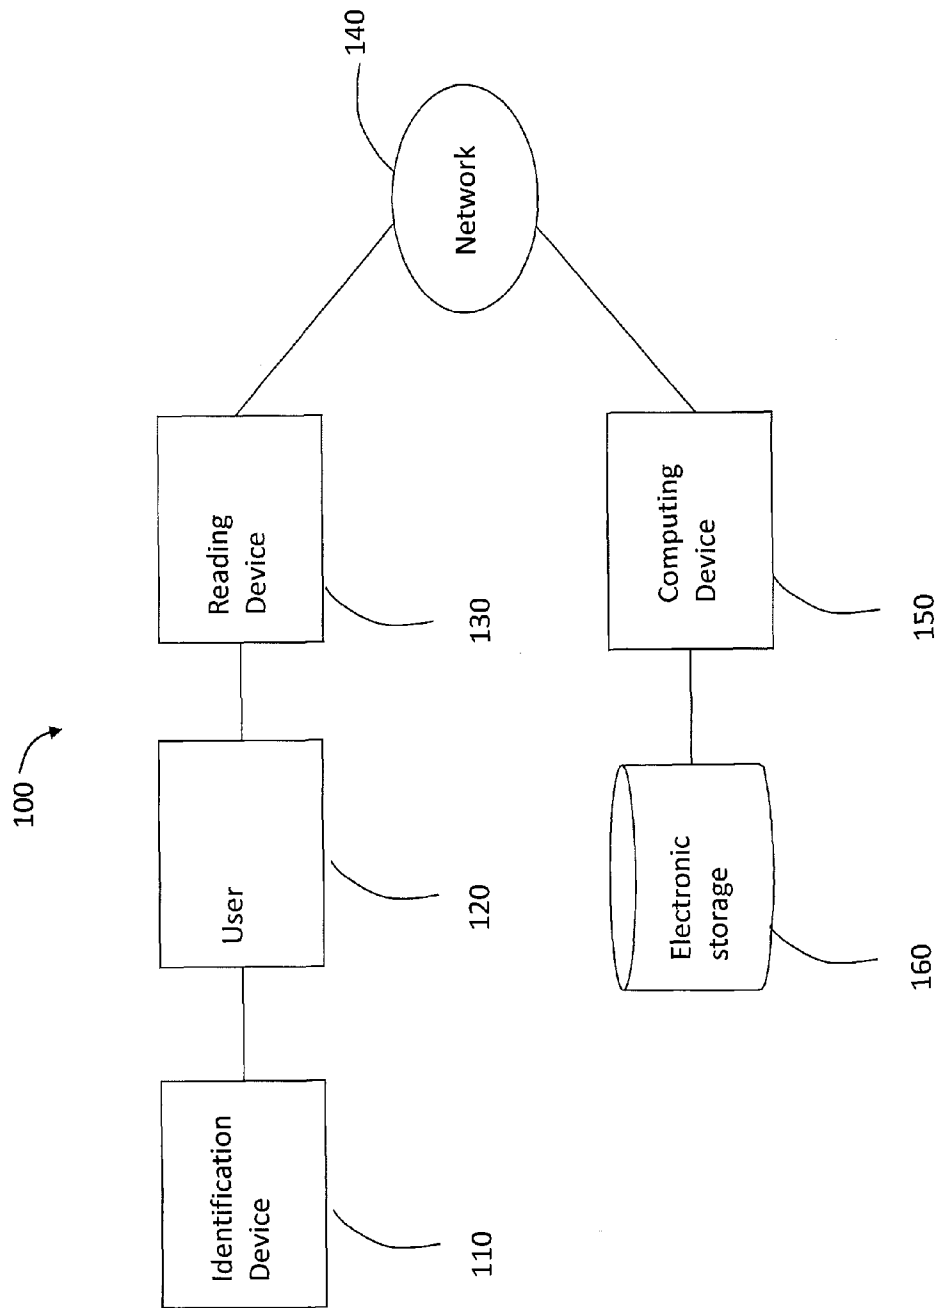 100
Identification
Device
110
User
120
Reading
Device
130
Network
140
Electronic
storage
160
Computing
Device
150